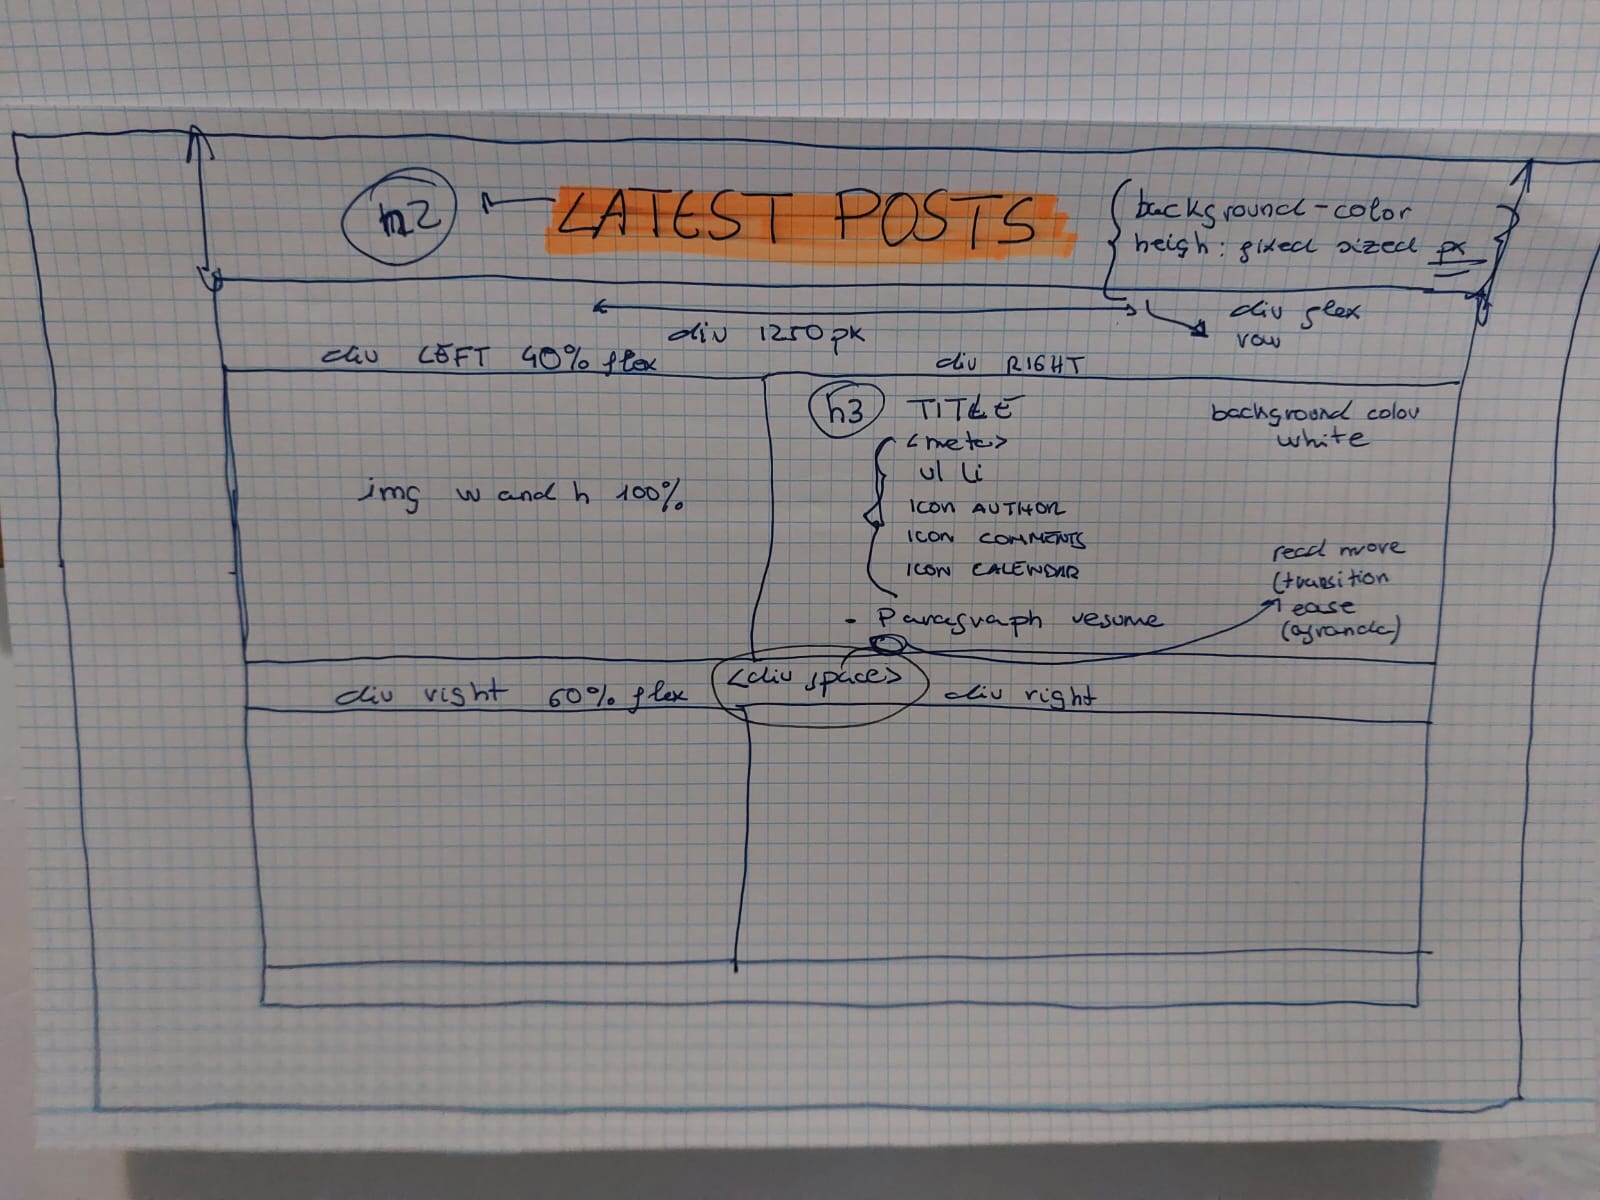 h2
LATEST POSTS
background-color
heigh: fixed sized px
div flex
row
div 1250 px
div LEFT 40% flex
div RIGHT
h3 TITLE
<meta>
ul li
ICON AUTHOR
ICON COMMENTS
ICON CALENDAR
- Paragraph resume
background color
white
read more
(transition
ease
(agranda)
img w and h 100%
<div space>
div right 60% flex
div right